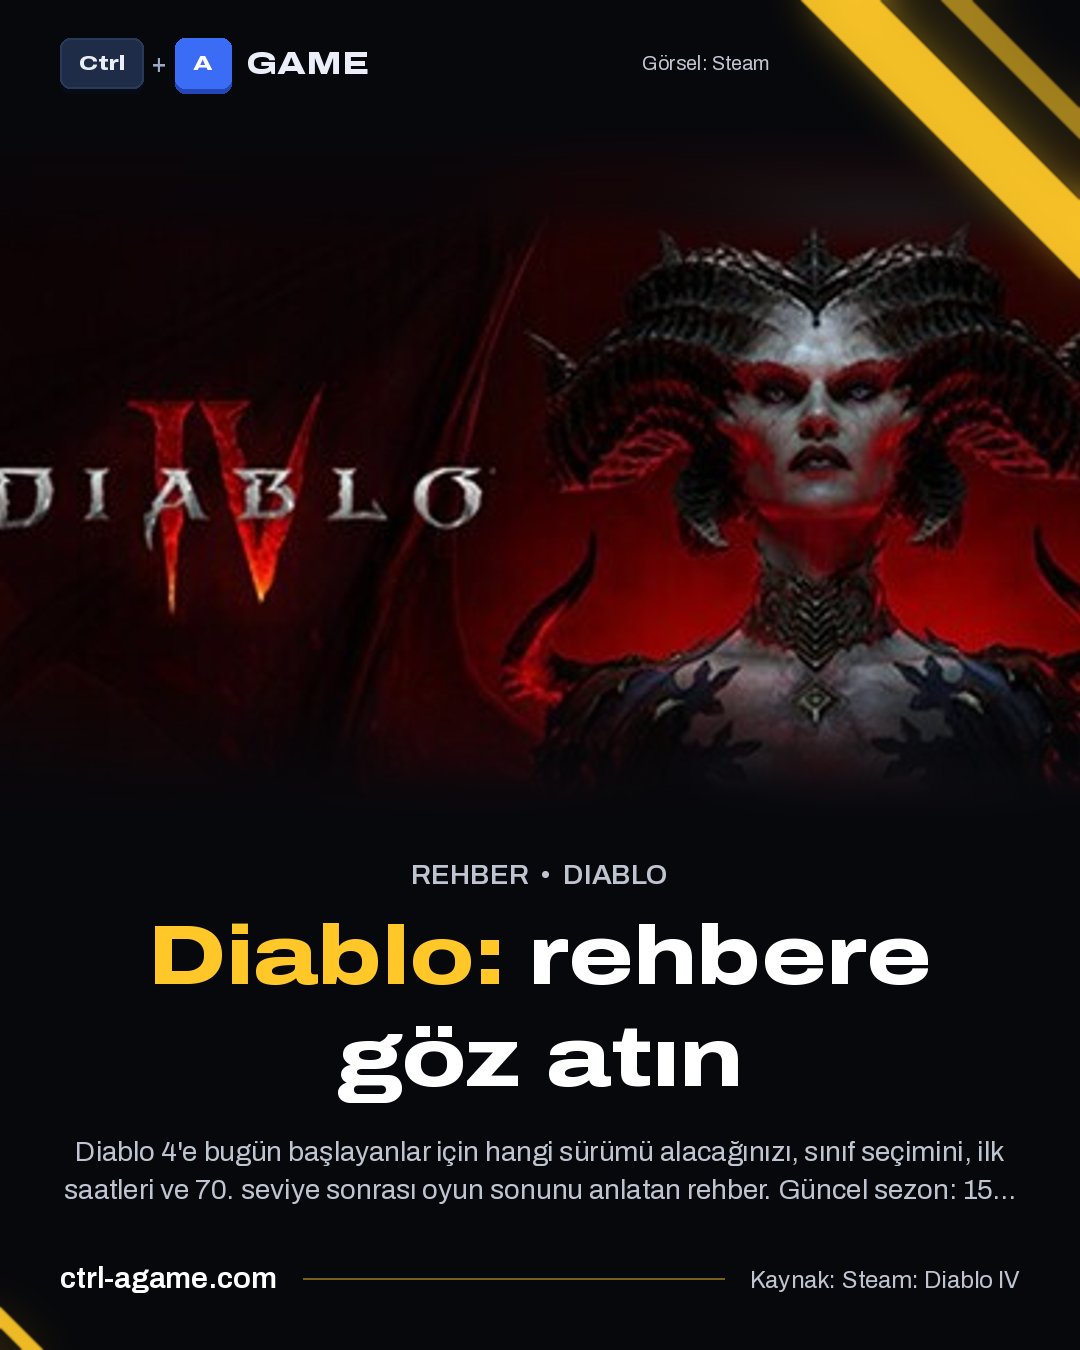 Ctrl + A GAME
Görsel: Steam
DIABLO
IV
REHBER • DIABLO
Diablo: rehbere
göz atın
Diablo 4'e bugün başlayanlar için hangi sürümü alacağınızı, sınıf seçimini, ilk
saatleri ve 70. seviye sonrası oyun sonunu anlatan rehber. Güncel sezon: 15...
ctrl-agame.com
Kaynak: Steam: Diablo IV